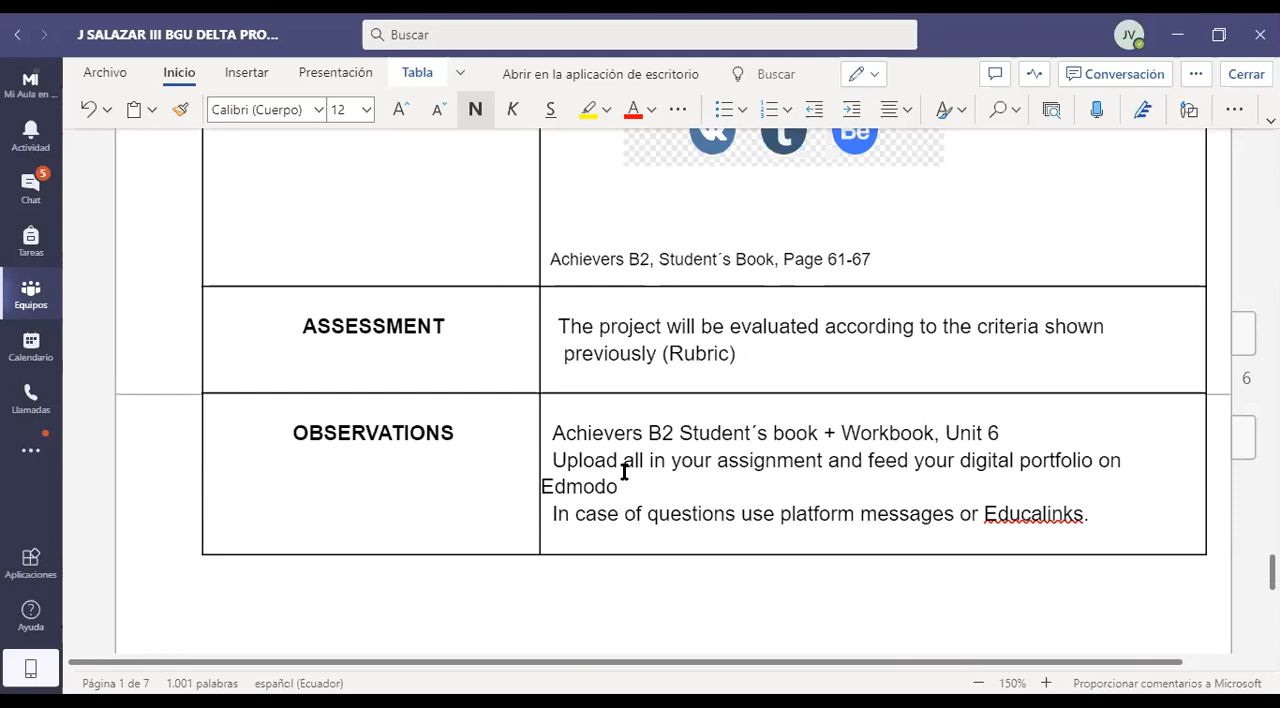 J SALAZAR III BGU DELTA PRO...
Buscar
JV
MI
Mi Aula en ...
Archivo
Inicio
Insertar
Presentación
Tabla
Abrir en la aplicación de escritorio
Buscar
Conversación
Cerrar
Calibri (Cuerpo)
12
A
A
N
K
S
A
Actividad
5
Chat
Tareas
Equipos
Calendario
Llamadas
Aplicaciones
Ayuda
t
Bē
Achievers B2, Student´s Book, Page 61-67
ASSESSMENT
The project will be evaluated according to the criteria shown
previously (Rubric)
6
OBSERVATIONS
Achievers B2 Student´s book + Workbook, Unit 6
Upload all in your assignment and feed your digital portfolio on
Edmodo
In case of questions use platform messages or Educalinks.
Página 1 de 7
1.001 palabras
español (Ecuador)
150%
Proporcionar comentarios a Microsoft